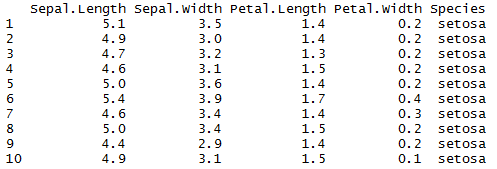 Sepal.Length Sepal.Width Petal.Length Petal.Width Species
1 5.1 3.5 1.4 0.2 setosa
2 4.9 3.0 1.4 0.2 setosa
3 4.7 3.2 1.3 0.2 setosa
4 4.6 3.1 1.5 0.2 setosa
5 5.0 3.6 1.4 0.2 setosa
6 5.4 3.9 1.7 0.4 setosa
7 4.6 3.4 1.4 0.3 setosa
8 5.0 3.4 1.5 0.2 setosa
9 4.4 2.9 1.4 0.2 setosa
10 4.9 3.1 1.5 0.1 setosa